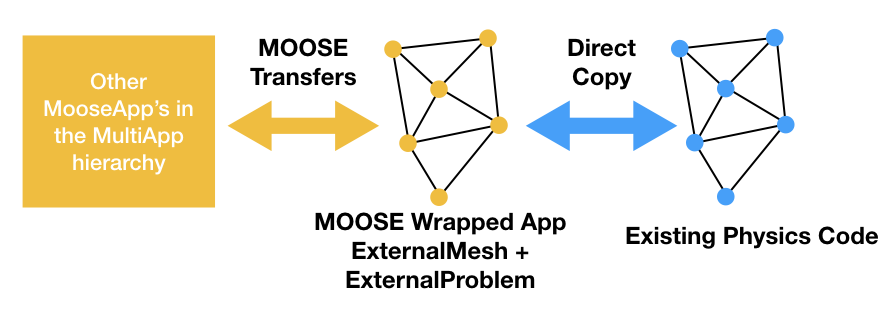 Other
MooseApp's in
the MultiApp
hierarchy
MOOSE
Transfers
MOOSE Wrapped App
ExternalMesh +
ExternalProblem
Direct
Copy
Existing Physics Code